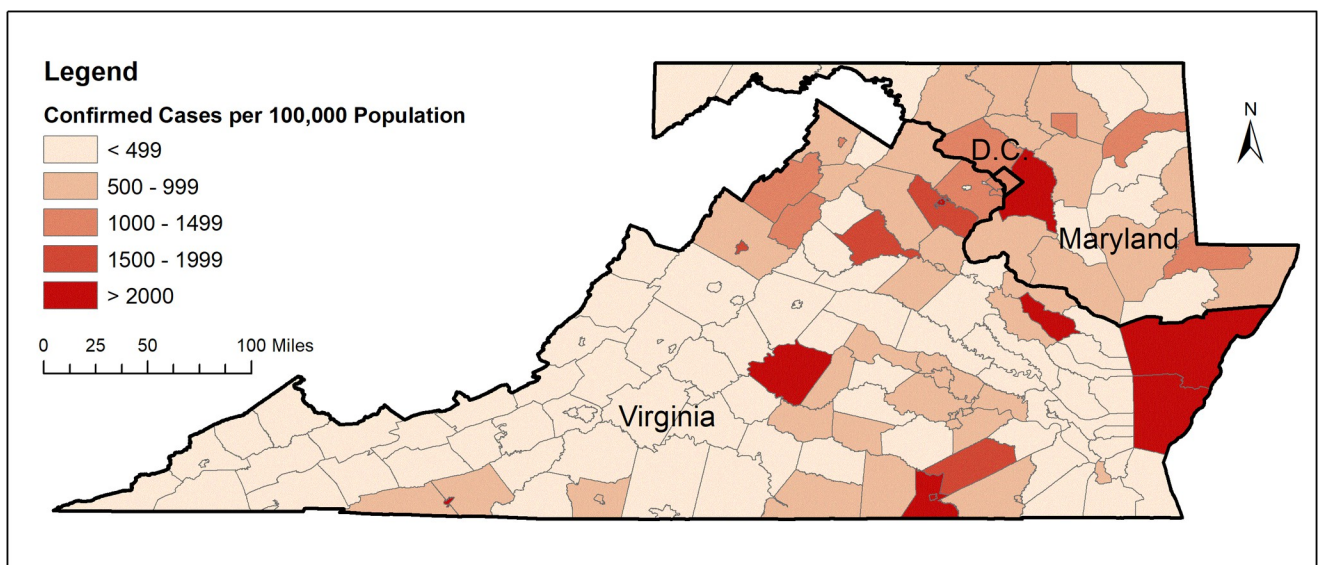 Legend
Confirmed Cases per 100,000 Population
< 499
500 - 999
1000 - 1499
1500 - 1999
> 2000
0 25 50 100 Miles
N
D.C.
Maryland
Virginia